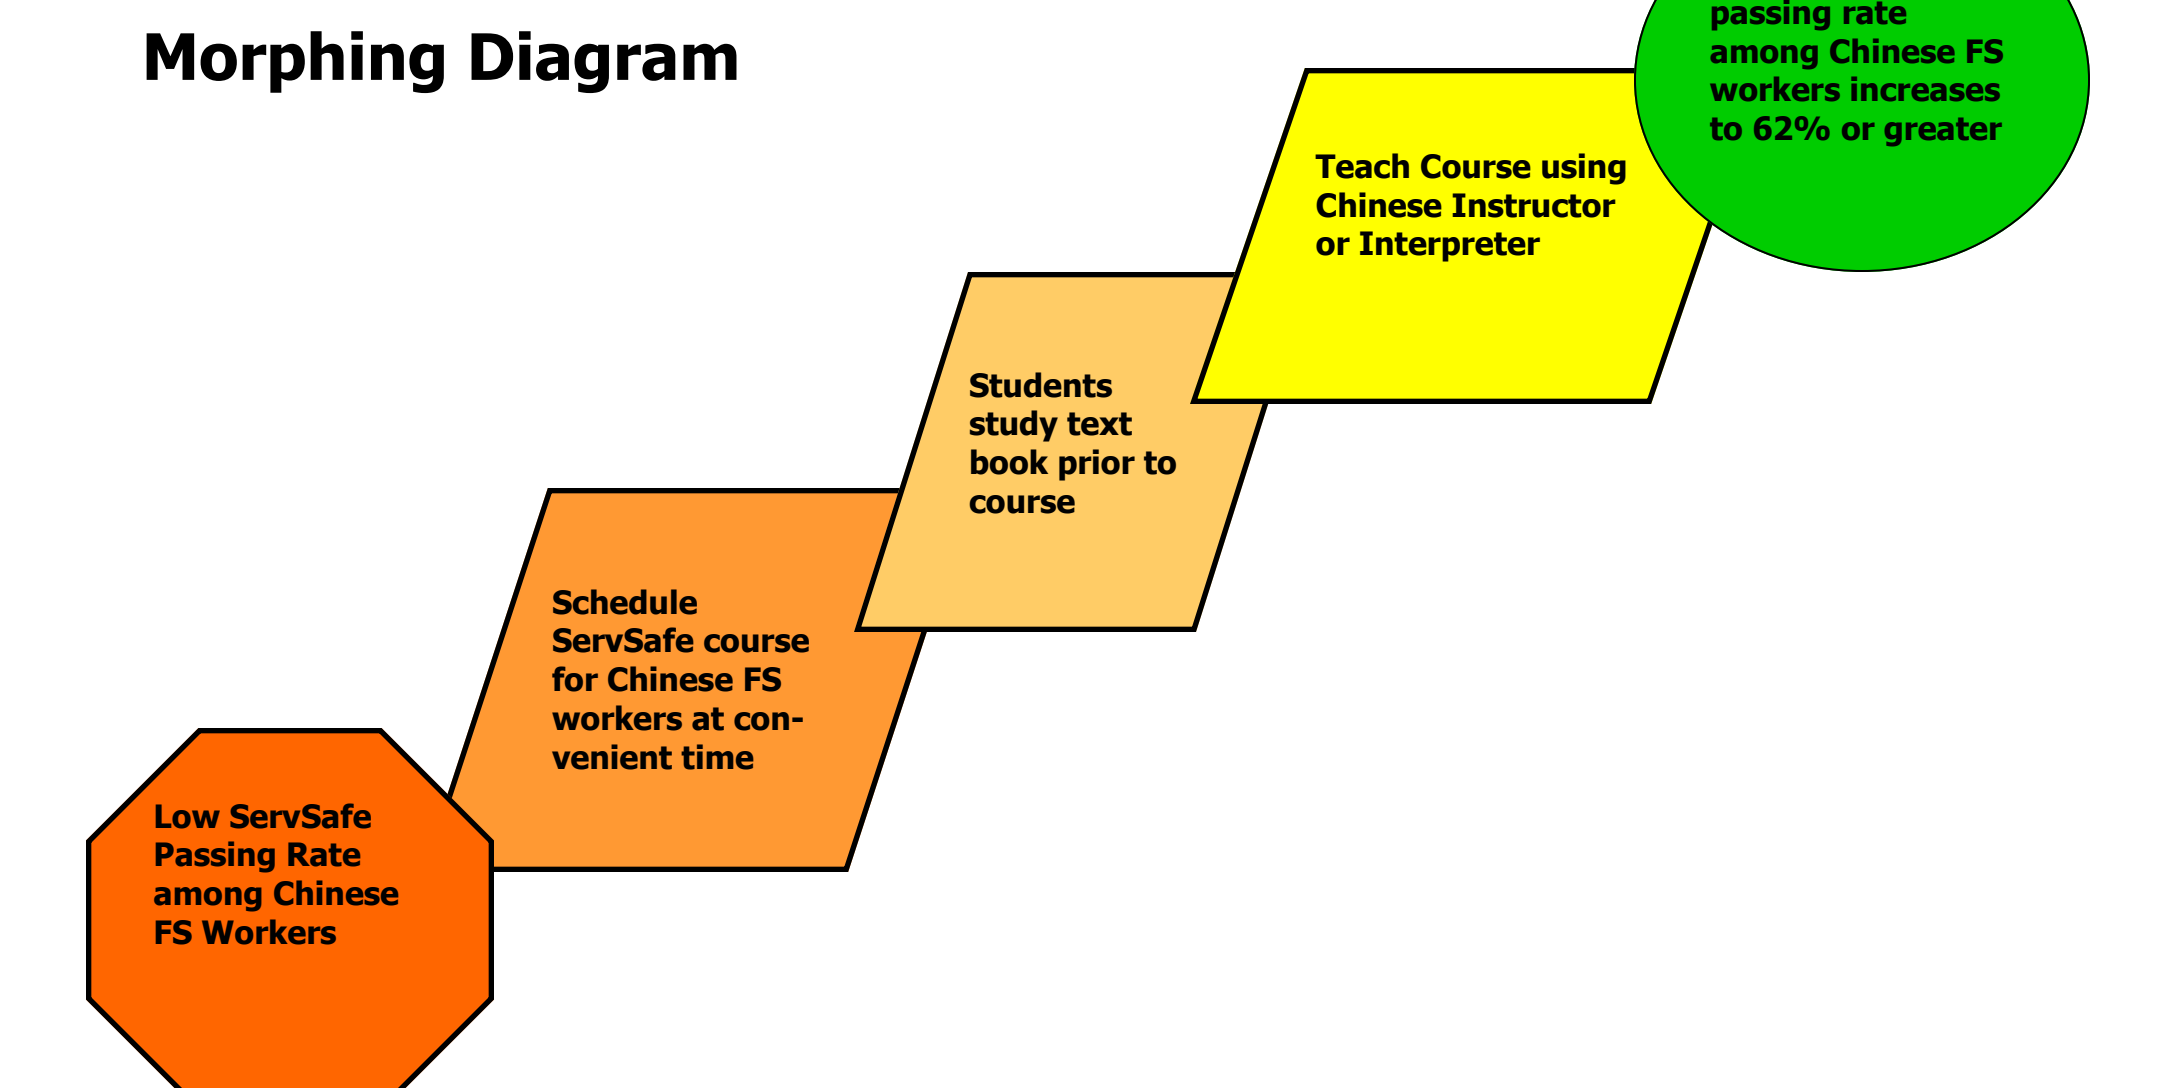 Morphing Diagram
passing rate
among Chinese FS
workers increases
to 62% or greater
Teach Course using
Chinese Instructor
or Interpreter
Students
study text
book prior to
course
Schedule
ServSafe course
for Chinese FS
workers at con-
venient time
Low ServSafe
Passing Rate
among Chinese
FS Workers